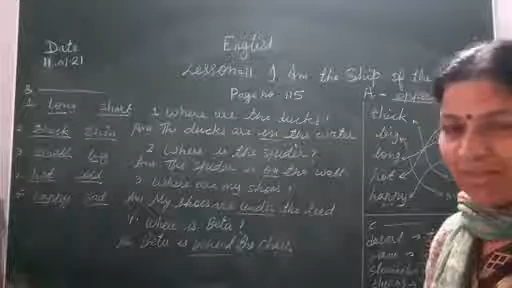 Date
English
11.01.21
Lesson-11 I Am the Ship of the
Page no. 115
B
1. long short
2. thick thin
3. small big
4. hot cold
5. happy sad
1. Where are the ducks?
Ans The ducks are in the water
2. Where is the spider?
Ans. The spider is on the wall
3. Where are my shoes?
Ans My shoes are under the bed
4. Where is Beta?
Ans Beta is behind the chair
A -
thick
big
long
hot
happy
C
desert